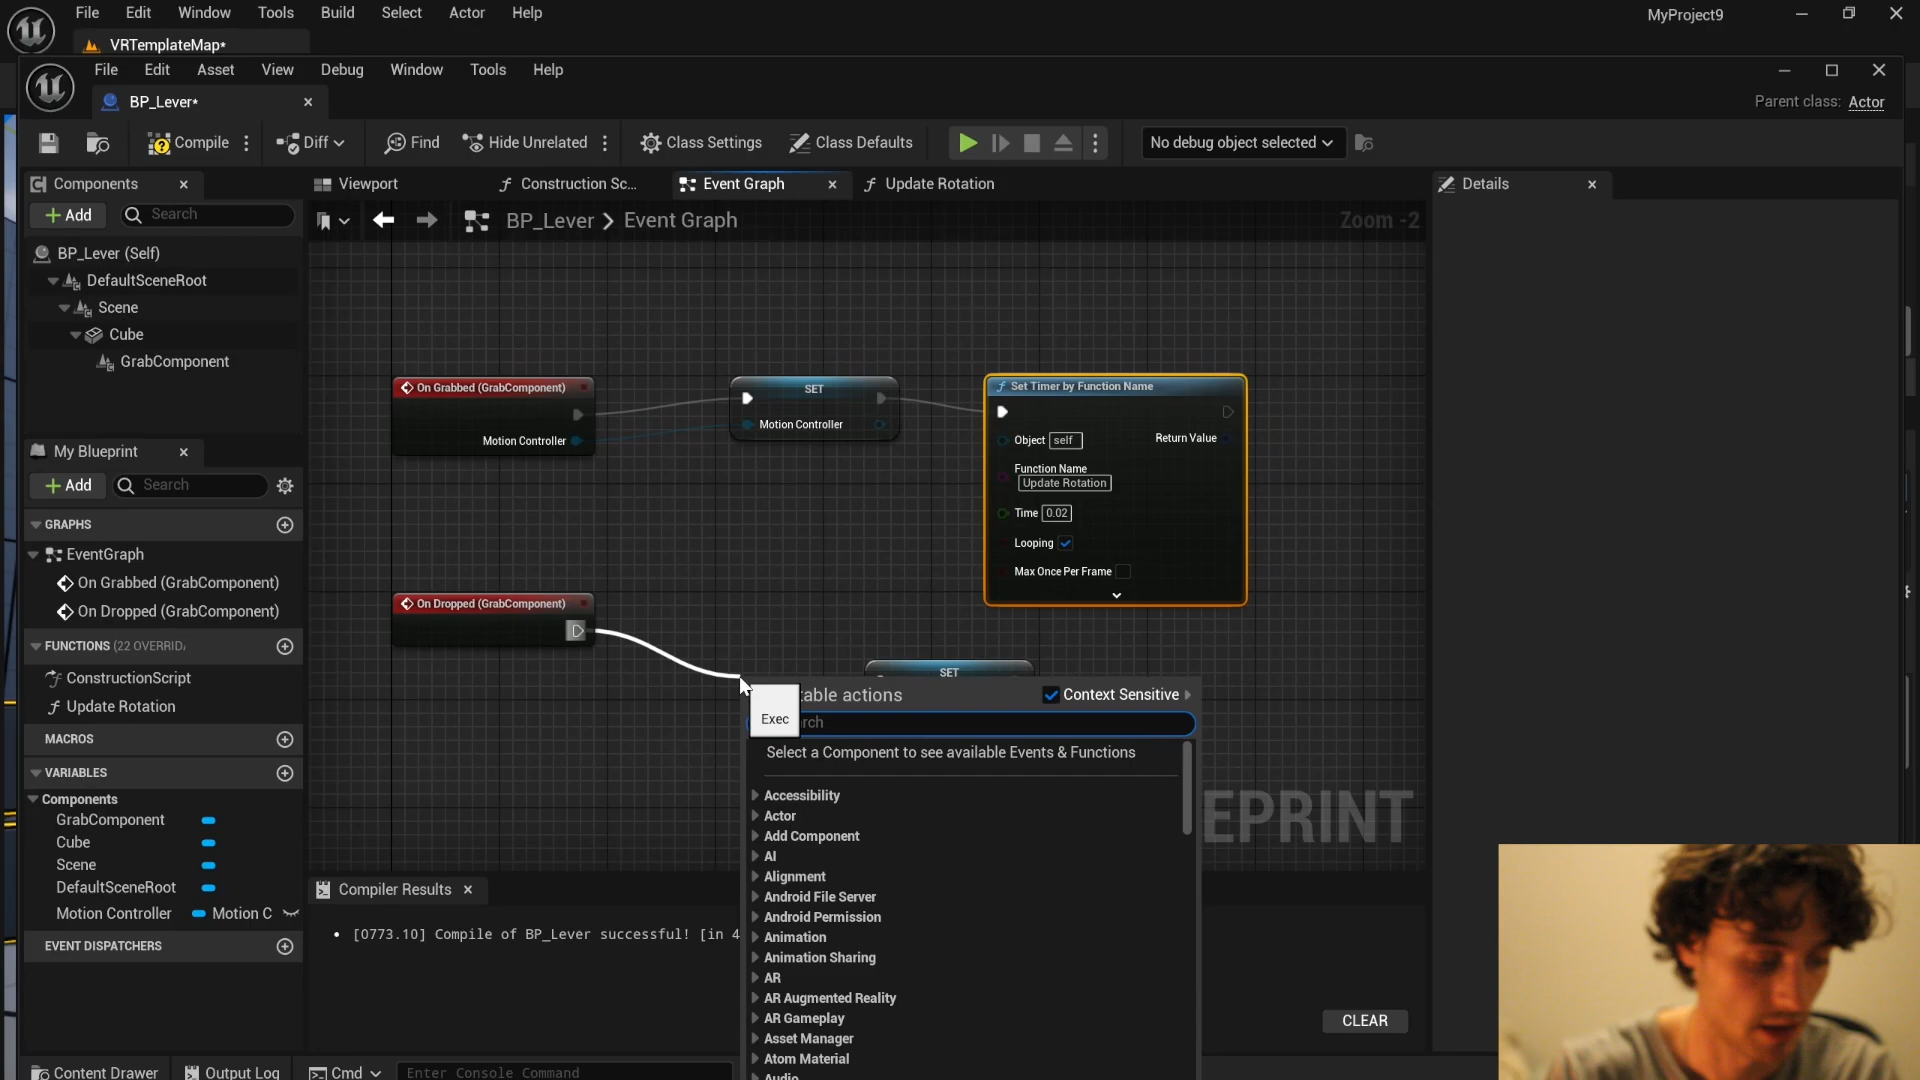 File Edit Window Tools Build Select Actor Help MyProject9
VRTemplateMap*
File Edit Asset View Debug Window Tools Help
BP_Lever* Parent class: Actor
Compile Diff Find Hide Unrelated Class Settings Class Defaults No debug object selected
Components Viewport Construction Sc... Event Graph Update Rotation Details
Add Search BP_Lever > Event Graph Zoom -2
BP_Lever (Self)
DefaultSceneRoot
Scene
Cube
GrabComponent
On Grabbed (GrabComponent)
Motion Controller
SET
Motion Controller
Set Timer by Function Name
Object self Return Value
Function Name
Update Rotation
Time 0.02
Looping
Max Once Per Frame
On Dropped (GrabComponent)
SET
My Blueprint
Add Search
GRAPHS
EventGraph
On Grabbed (GrabComponent)
On Dropped (GrabComponent)
FUNCTIONS (22 OVERRID
ConstructionScript
Update Rotation
MACROS
VARIABLES
Components
GrabComponent
Cube
Scene
DefaultSceneRoot
Motion Controller Motion C
EVENT DISPATCHERS
table actions Context Sensitive
Exec rch
Select a Component to see available Events & Functions
Accessibility
Actor
Add Component
AI
Alignment
Android File Server
Android Permission
Animation
Animation Sharing
AR
AR Augmented Reality
AR Gameplay
Asset Manager
Atom Material
Audio
EPRINT
Compiler Results
[0773.10] Compile of BP_Lever successful! [in 4
CLEAR
Content Drawer Output Log Cmd Enter Console Command